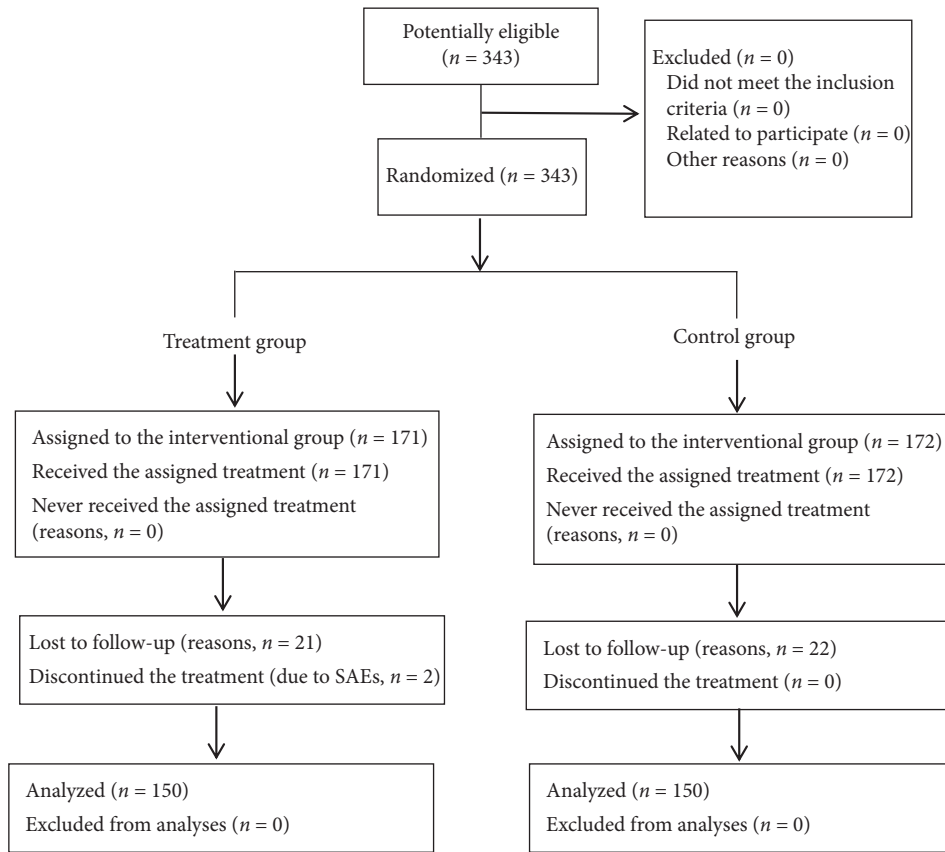 Potentially eligible
(n = 343)
Excluded (n = 0)
Did not meet the inclusion
criteria (n = 0)
Related to participate (n = 0)
Other reasons (n = 0)
Randomized (n = 343)
Treatment group
Control group
Assigned to the interventional group (n = 171)
Received the assigned treatment (n = 171)
Never received the assigned treatment
(reasons, n = 0)
Assigned to the interventional group (n = 172)
Received the assigned treatment (n = 172)
Never received the assigned treatment
(reasons, n = 0)
Lost to follow-up (reasons, n = 21)
Discontinued the treatment (due to SAEs, n = 2)
Lost to follow-up (reasons, n = 22)
Discontinued the treatment (n = 0)
Analyzed (n = 150)
Excluded from analyses (n = 0)
Analyzed (n = 150)
Excluded from analyses (n = 0)